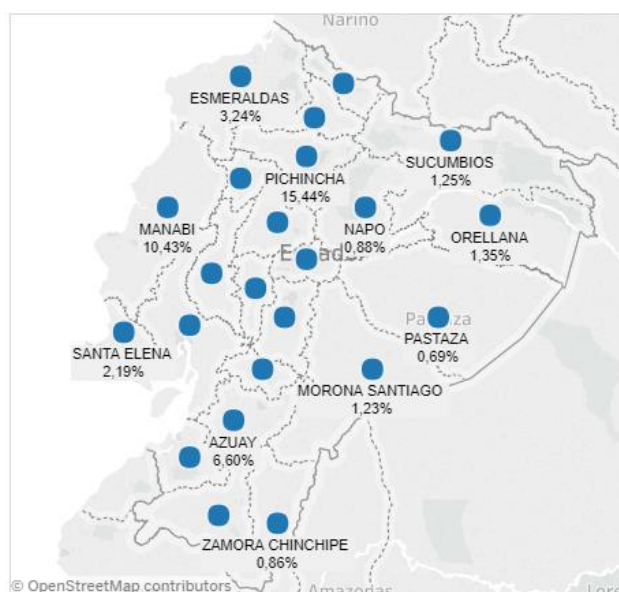 Narino
ESMERALDAS
3,24%
SUCUMBIOS
1,25%
PICHINCHA
15,44%
MANABI
10,43%
NAPO
0,88%
ORELLANA
1,35%
SANTA ELENA
2,19%
PASTAZA
0,69%
MORONA SANTIAGO
1,23%
AZUAY
6,60%
ZAMORA CHINCHIPE
0,86%
© OpenStreetMap contributors
Amazonas